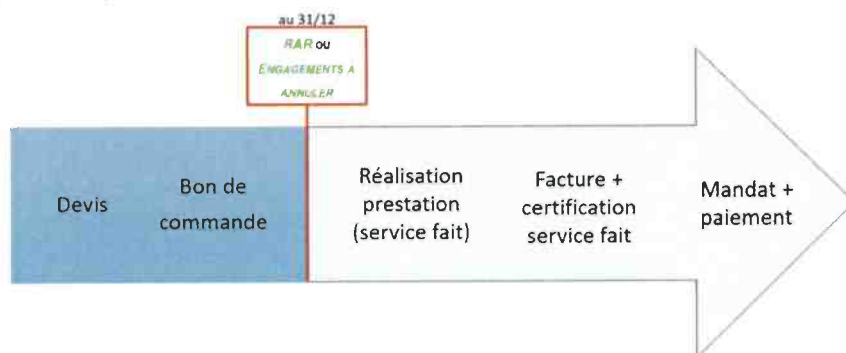 au 31/12
RAR ou
ENGAGEMENTS A
ANNULER
Devis
Bon de
commande
Réalisation
prestation
(service fait)
Facture +
certification
service fait
Mandat +
paiement